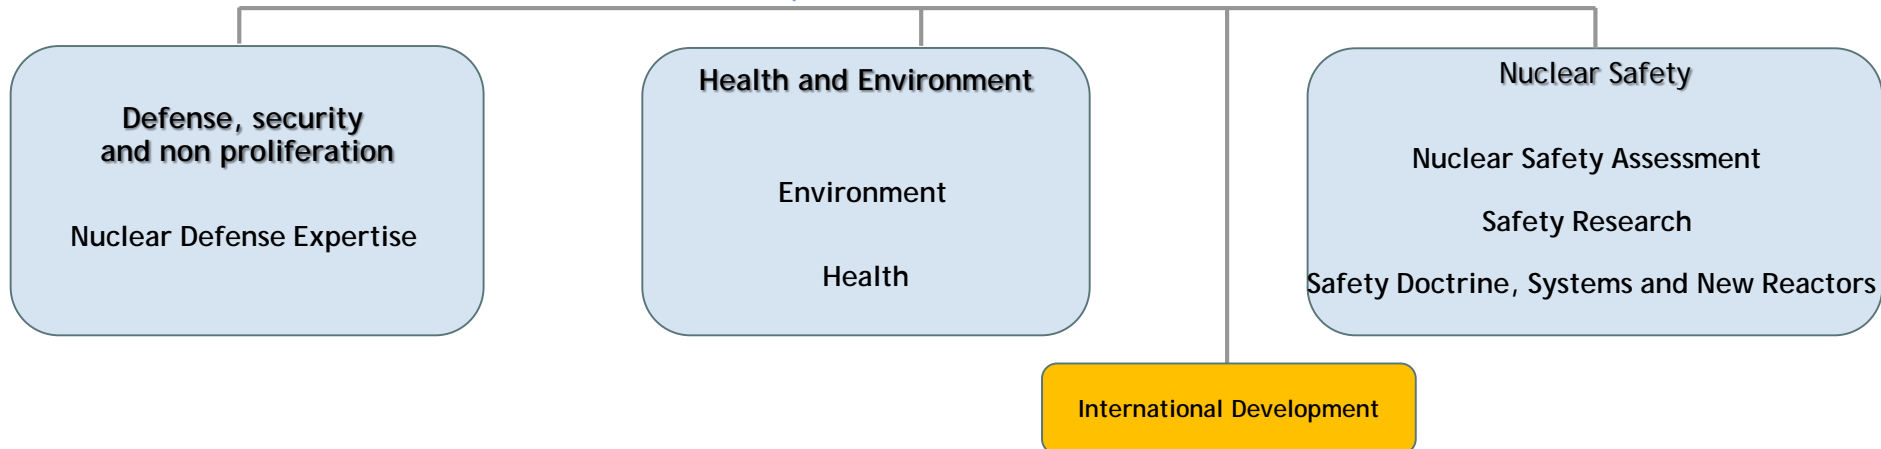 Defense, security
and non proliferation
Nuclear Defense Expertise
Health and Environment
Environment
Health
Nuclear Safety
Nuclear Safety Assessment
Safety Research
Safety Doctrine, Systems and New Reactors
International Development